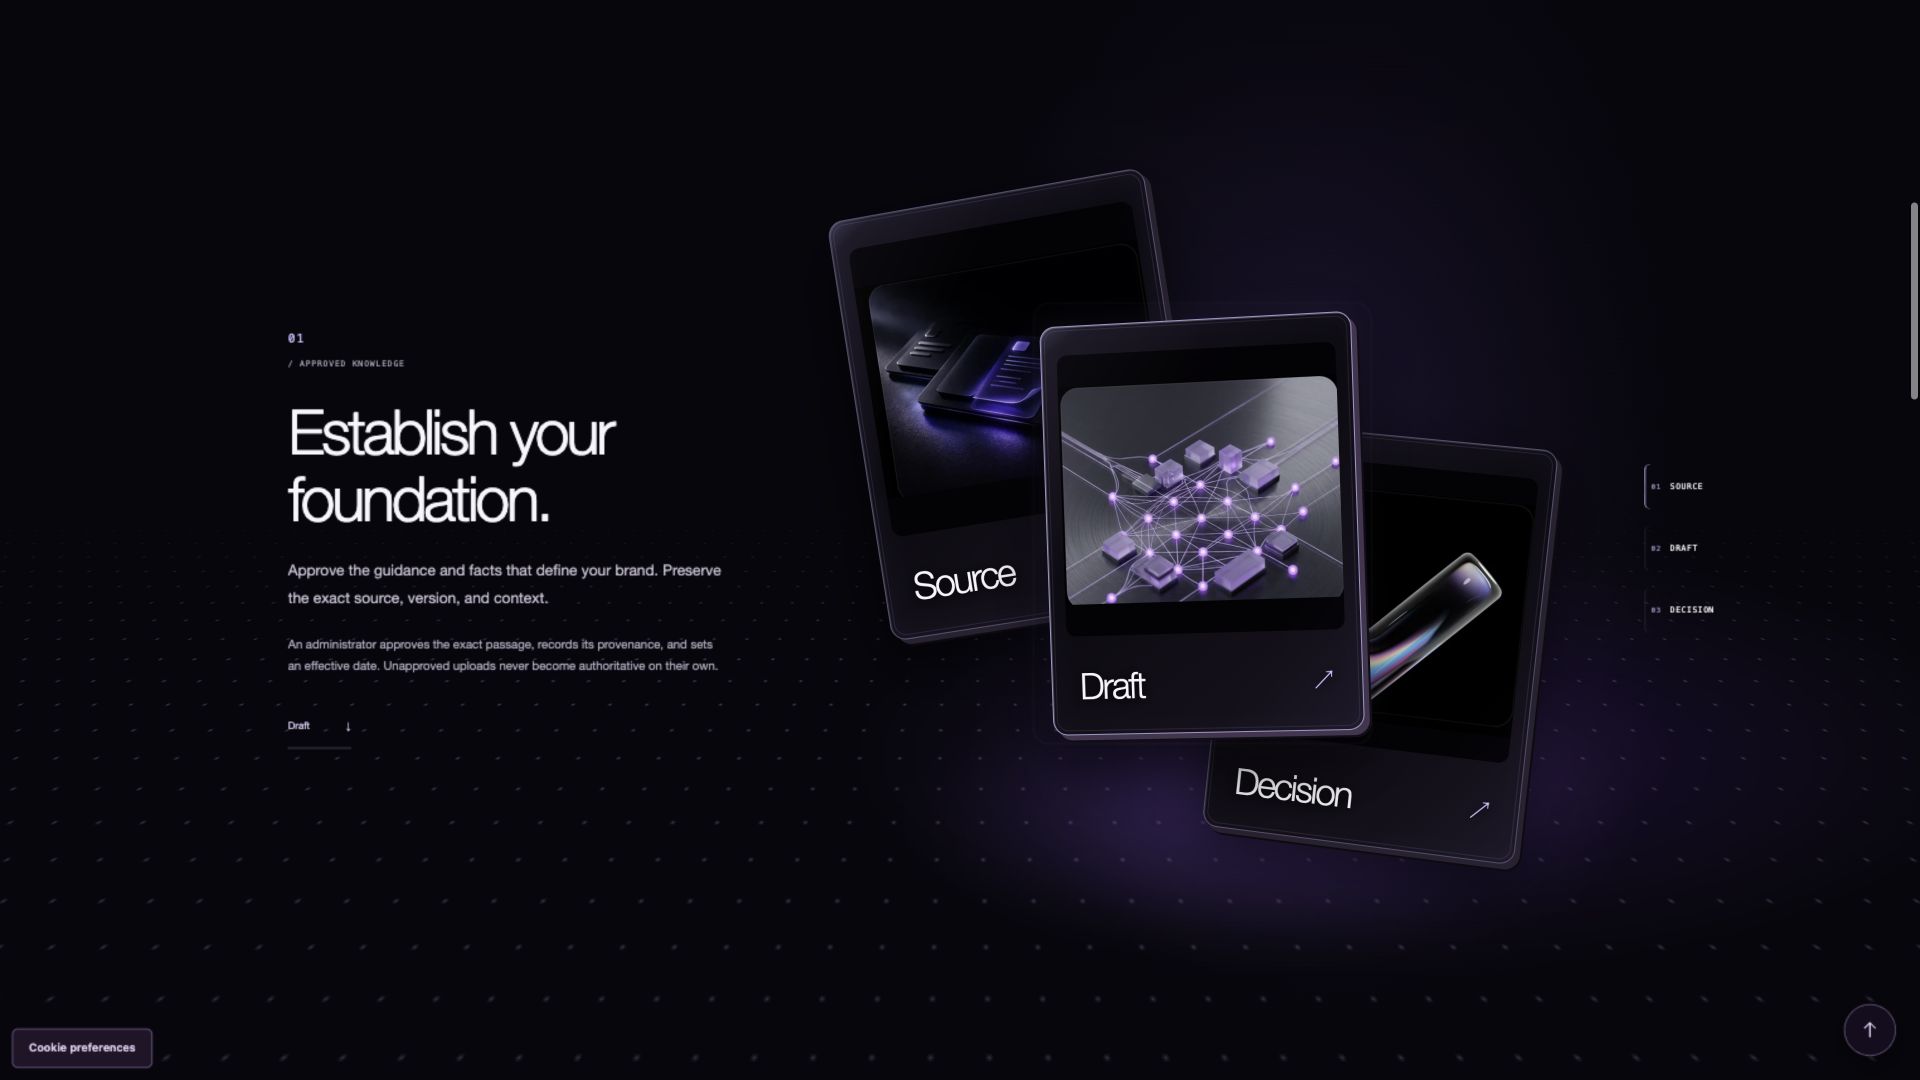 01
/ APPROVED KNOWLEDGE
Establish your
foundation.
Approve the guidance and facts that define your brand. Preserve
the exact source, version, and context.
An administrator approves the exact passage, records its provenance, and sets
an effective date. Unapproved uploads never become authoritative on their own.
Draft ↓
Source
Draft
Decision
01 SOURCE
02 DRAFT
03 DECISION
Cookie preferences